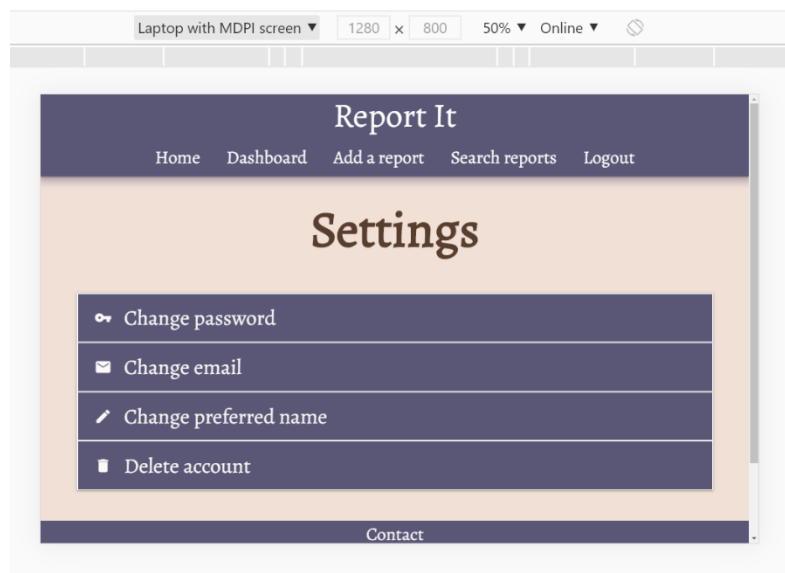 Laptop with MDPI screen ▼ 1280 × 800 50% ▼ Online ▼
Report It
Home Dashboard Add a report Search reports Logout
Settings
Change password
Change email
Change preferred name
Delete account
Contact